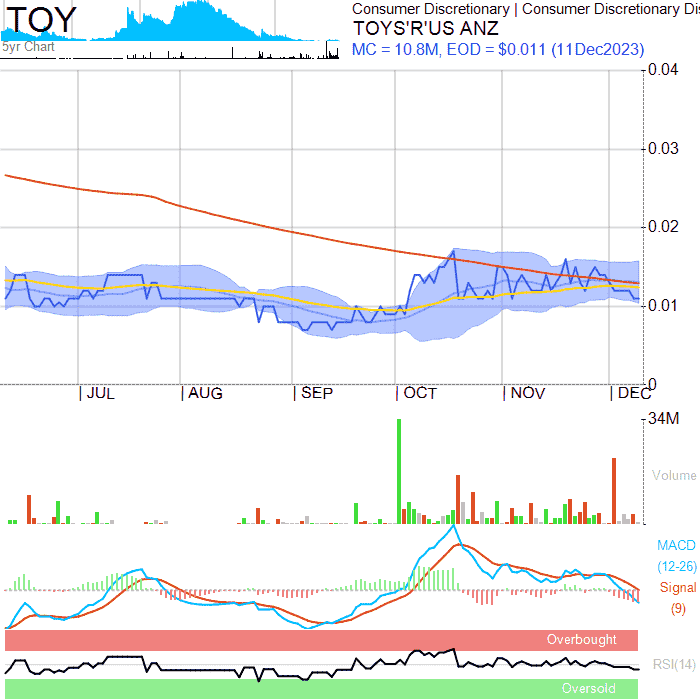 TOY
5yr Chart
Consumer Discretionary | Consumer Discretionary Dis
TOYS'R'US ANZ
MC = 10.8M, EOD = $0.011 (11Dec2023)
0.04
0.03
0.02
0.01
0
JUL AUG SEP OCT NOV DEC
34M
Volume
MACD
(12-26)
Signal
(9)
Overbought
RSI(14)
Oversold